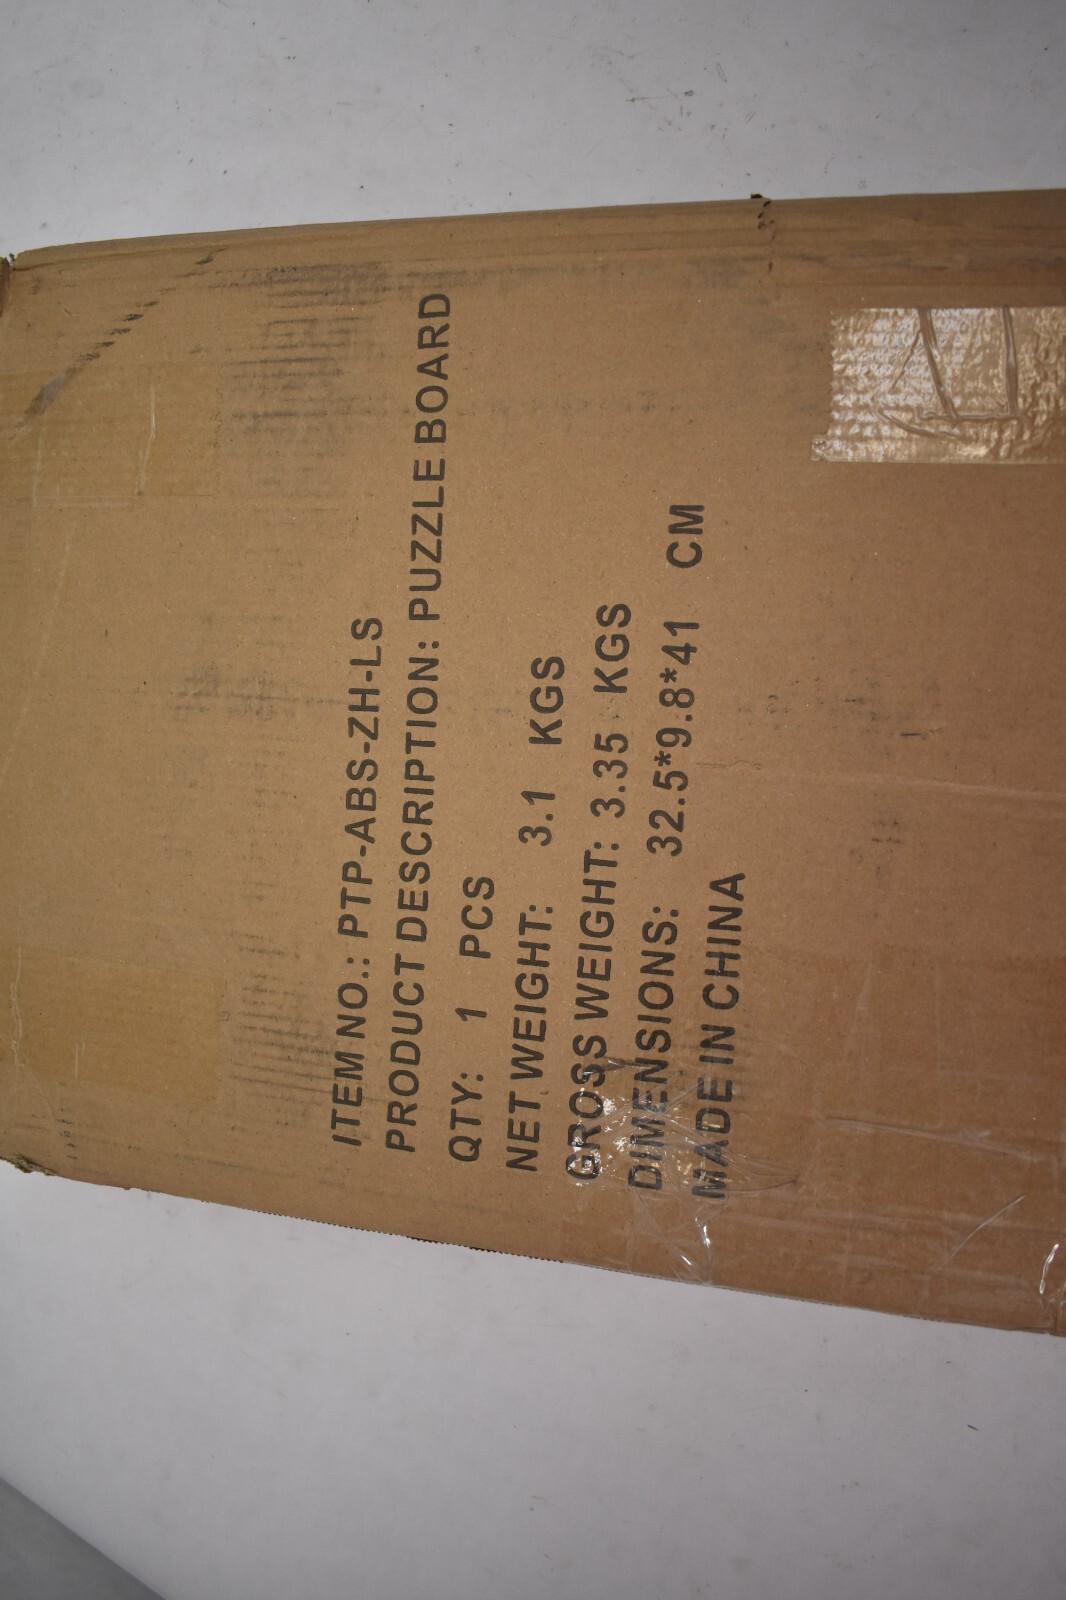 ITEM NO.: PTP-ABS-ZH-LS
PRODUCT DESCRIPTION: PUZZLE BOARD
QTY: 1 PCS
NET WEIGHT: 3.1 KGS
GROSS WEIGHT: 3.35 KGS
DIMENSIONS: 32.5*9.8*41 CM
MADE IN CHINA